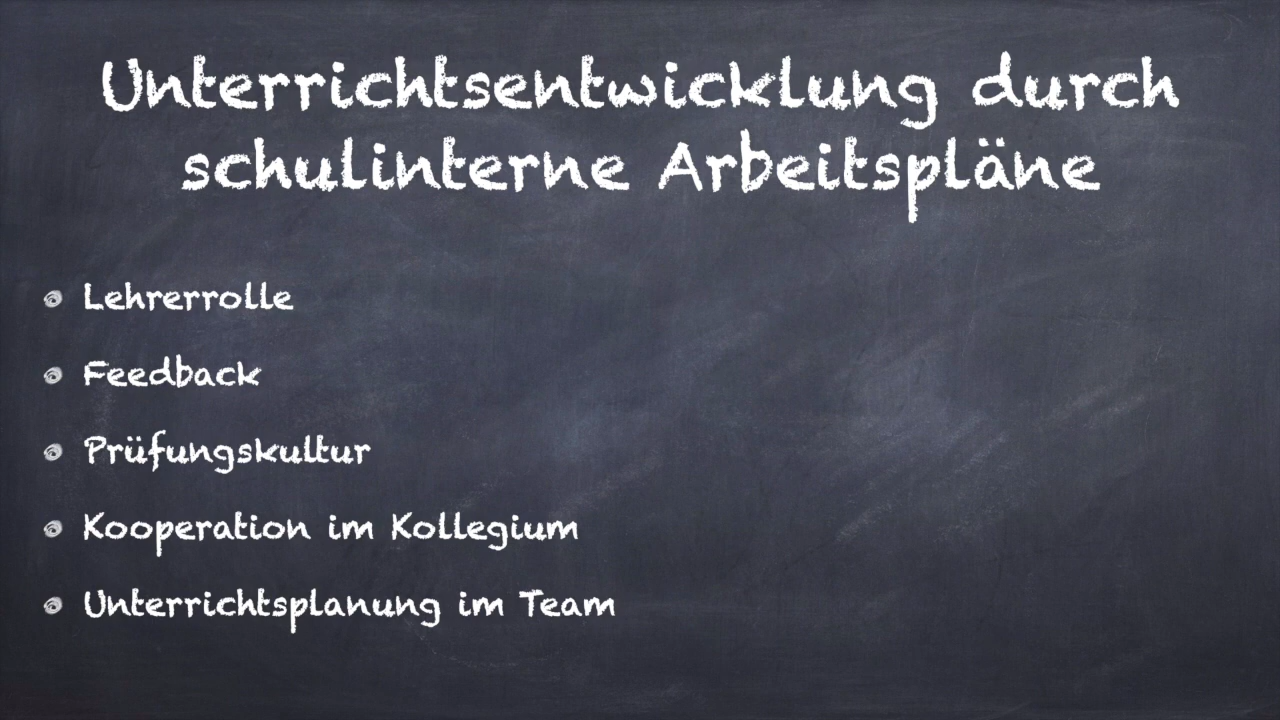 Unterrichtsentwicklung durch
schulinterne Arbeitspläne
Lehrerrolle
Feedback
Prüfungskultur
Kooperation im Kollegium
Unterrichtsplanung im Team